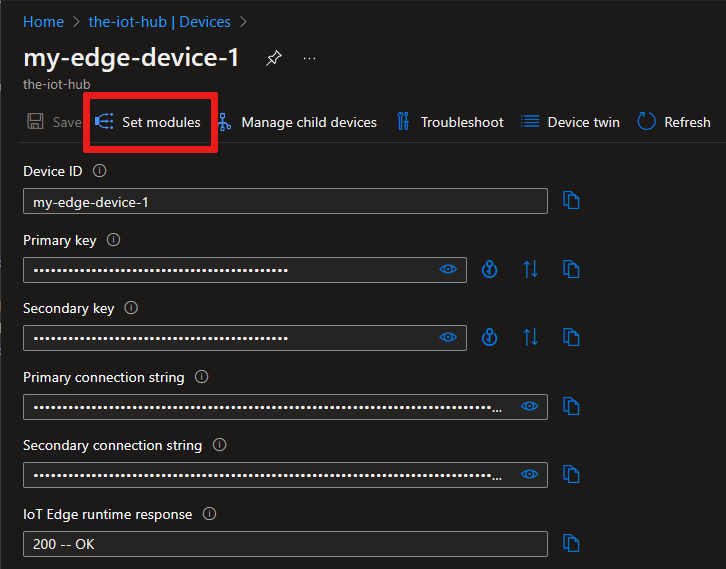 Home > the-iot-hub | Devices >
my-edge-device-1 ...
the-iot-hub
Save Set modules Manage child devices Troubleshoot Device twin Refresh
Device ID
my-edge-device-1
Primary key
••••••••••••••••••••••••••••••••••••••••••••
Secondary key
••••••••••••••••••••••••••••••••••••••••••••
Primary connection string
••••••••••••••••••••••••••••••••••••••••••••••••••••••••••••••••••••••••••••••••...
Secondary connection string
••••••••••••••••••••••••••••••••••••••••••••••••••••••••••••••••••••••••••••••••...
IoT Edge runtime response
200 -- OK